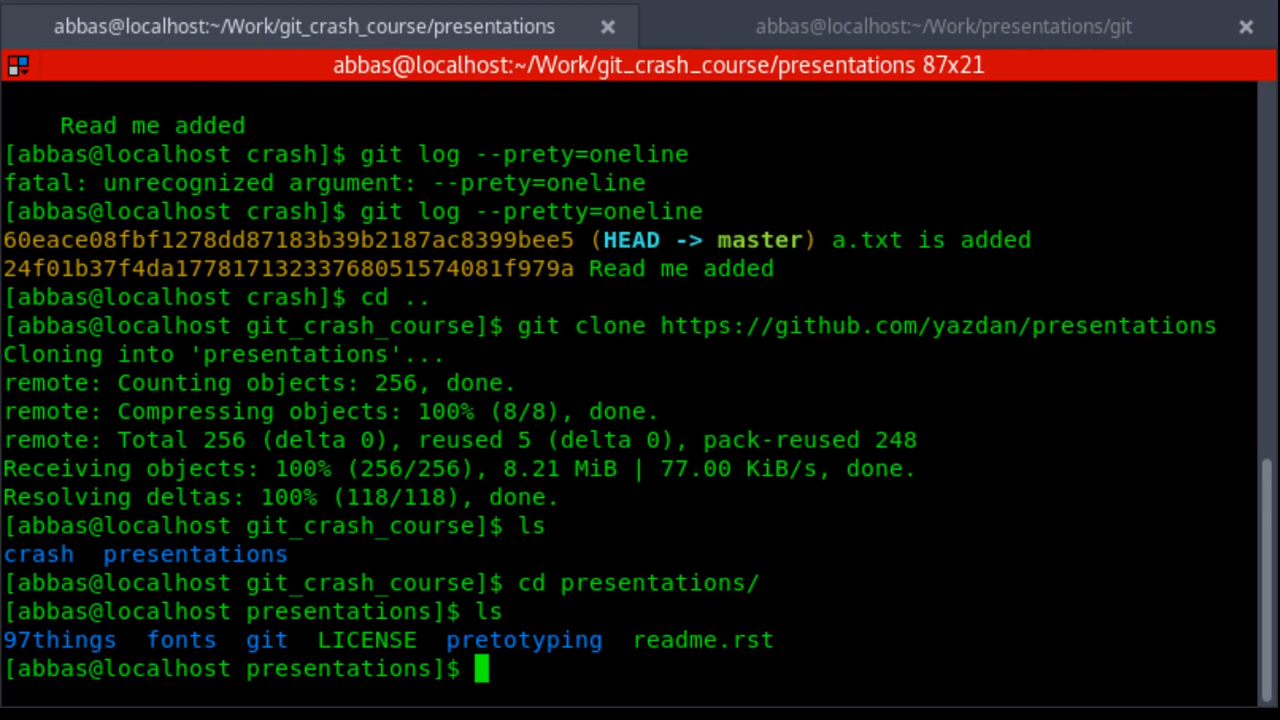 abbas@localhost:~/Work/git_crash_course/presentations
abbas@localhost:~/Work/presentations/git
abbas@localhost:~/Work/git_crash_course/presentations 87x21
Read me added
[abbas@localhost crash]$ git log --prety=oneline
fatal: unrecognized argument: --prety=oneline
[abbas@localhost crash]$ git log --pretty=oneline
60eace08fbf1278dd87183b39b2187ac8399bee5 (HEAD -> master) a.txt is added
24f01b37f4da17781713233768051574081f979a Read me added
[abbas@localhost crash]$ cd ..
[abbas@localhost git_crash_course]$ git clone https://github.com/yazdan/presentations
Cloning into 'presentations'...
remote: Counting objects: 256, done.
remote: Compressing objects: 100% (8/8), done.
remote: Total 256 (delta 0), reused 5 (delta 0), pack-reused 248
Receiving objects: 100% (256/256), 8.21 MiB | 77.00 KiB/s, done.
Resolving deltas: 100% (118/118), done.
[abbas@localhost git_crash_course]$ ls
crash  presentations
[abbas@localhost git_crash_course]$ cd presentations/
[abbas@localhost presentations]$ ls
97things  fonts  git  LICENSE  pretotyping  readme.rst
[abbas@localhost presentations]$